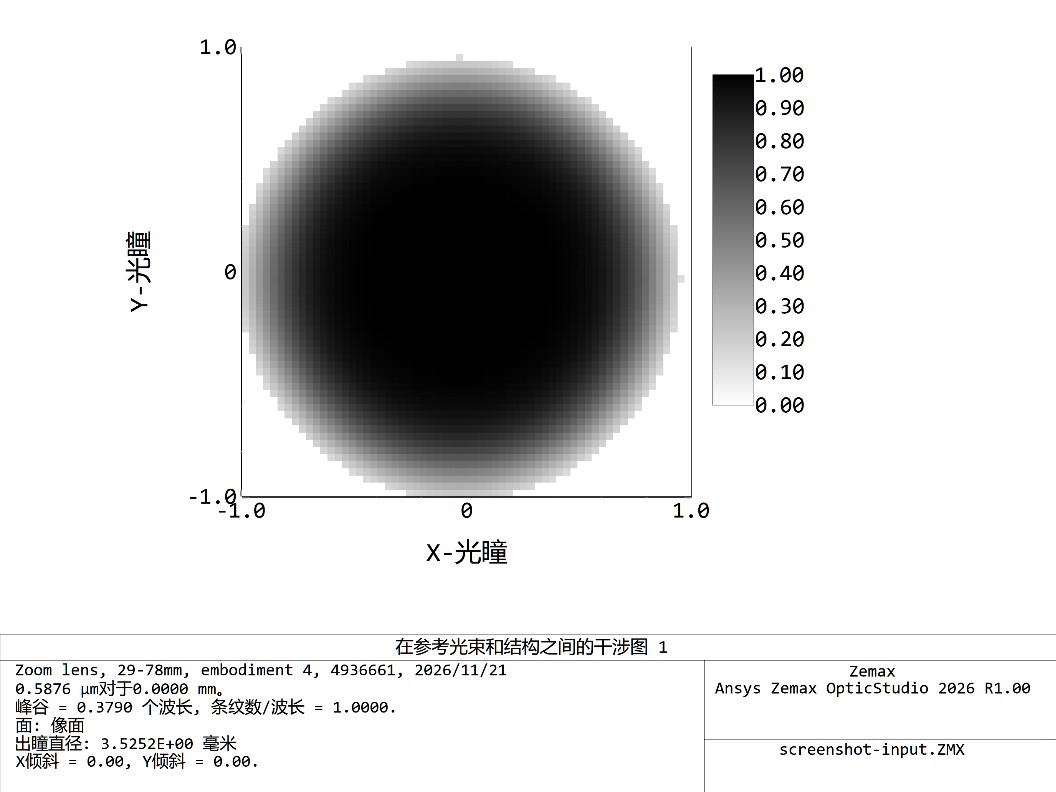 1.0
0
-1.0
-1.0
0
1.0
Y-光瞳
X-光瞳
1.00
0.90
0.80
0.70
0.60
0.50
0.40
0.30
0.20
0.10
0.00
在参考光束和结构之间的干涉图 1
Zoom lens, 29-78mm, embodiment 4, 4936661, 2026/11/21
0.5876 µm对于0.0000 mm。
峰谷 = 0.3790 个波长, 条纹数/波长 = 1.0000.
面: 像面
出瞳直径: 3.5252E+00 毫米
X倾斜 = 0.00, Y倾斜 = 0.00.
Zemax
Ansys Zemax OpticStudio 2026 R1.00
screenshot-input.ZMX